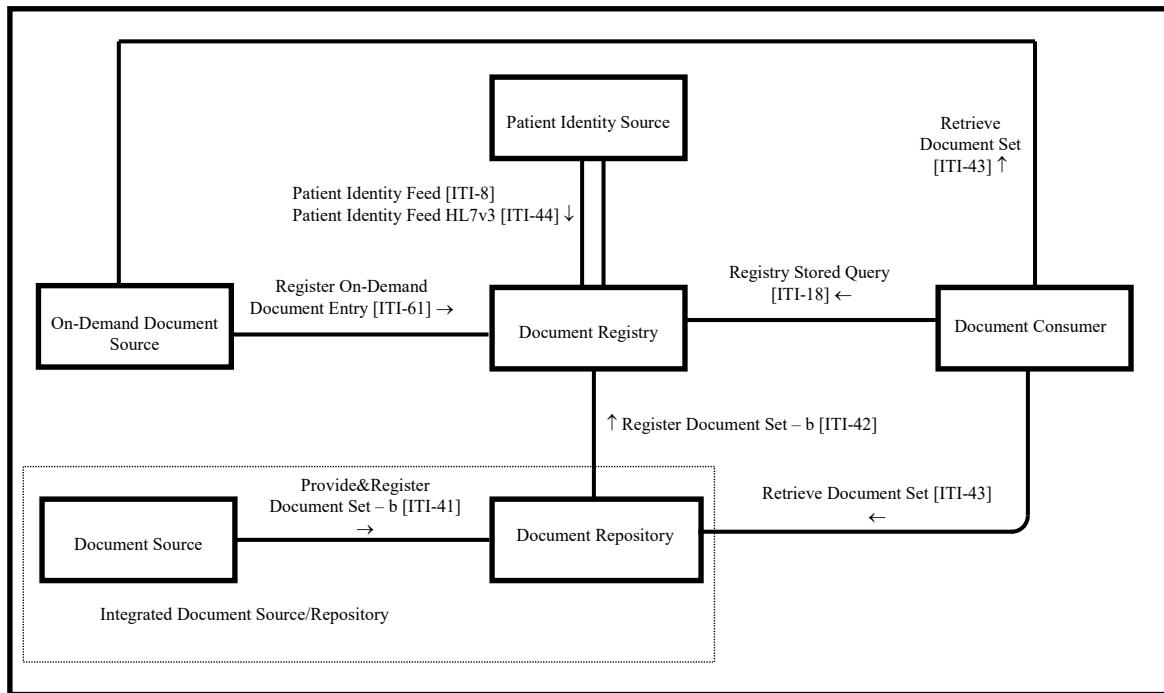 Patient Identity Source
Retrieve
Document Set
[ITI-43] ↑
Patient Identity Feed [ITI-8]
Patient Identity Feed HL7v3 [ITI-44] ↓
Register On-Demand
Document Entry [ITI-61] →
Registry Stored Query
[ITI-18] ←
On-Demand Document
Source
Document Registry
Document Consumer
↑ Register Document Set – b [ITI-42]
Provide&Register
Document Set – b [ITI-41]
→
Retrieve Document Set [ITI-43]
←
Document Source
Document Repository
Integrated Document Source/Repository